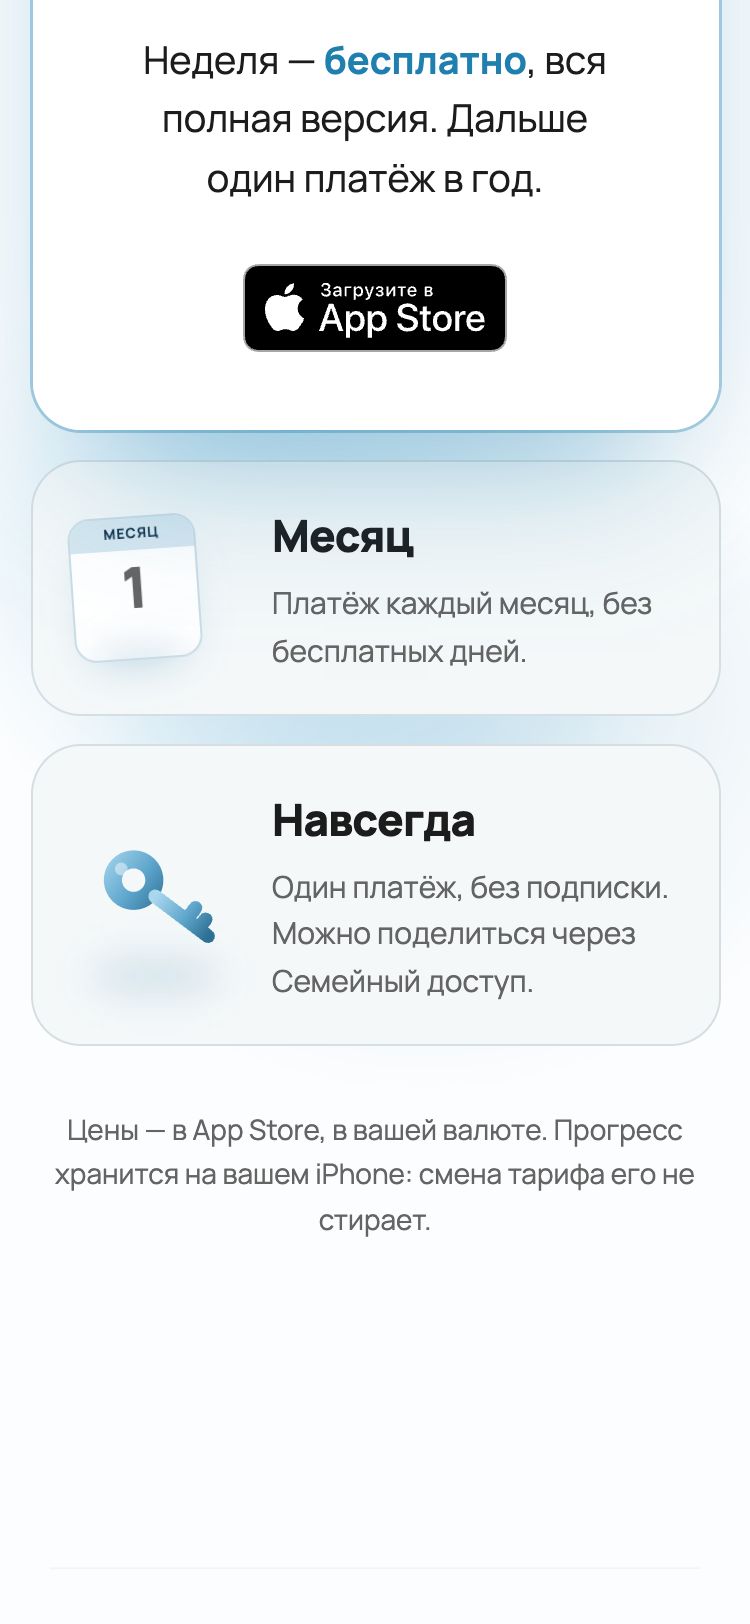 Неделя — бесплатно, вся
полная версия. Дальше
один платёж в год.
Загрузите в
App Store
МЕСЯЦ
1
Месяц
Платёж каждый месяц, без
бесплатных дней.
Навсегда
Один платёж, без подписки.
Можно поделиться через
Семейный доступ.
Цены — в App Store, в вашей валюте. Прогресс
хранится на вашем iPhone: смена тарифа его не
стирает.